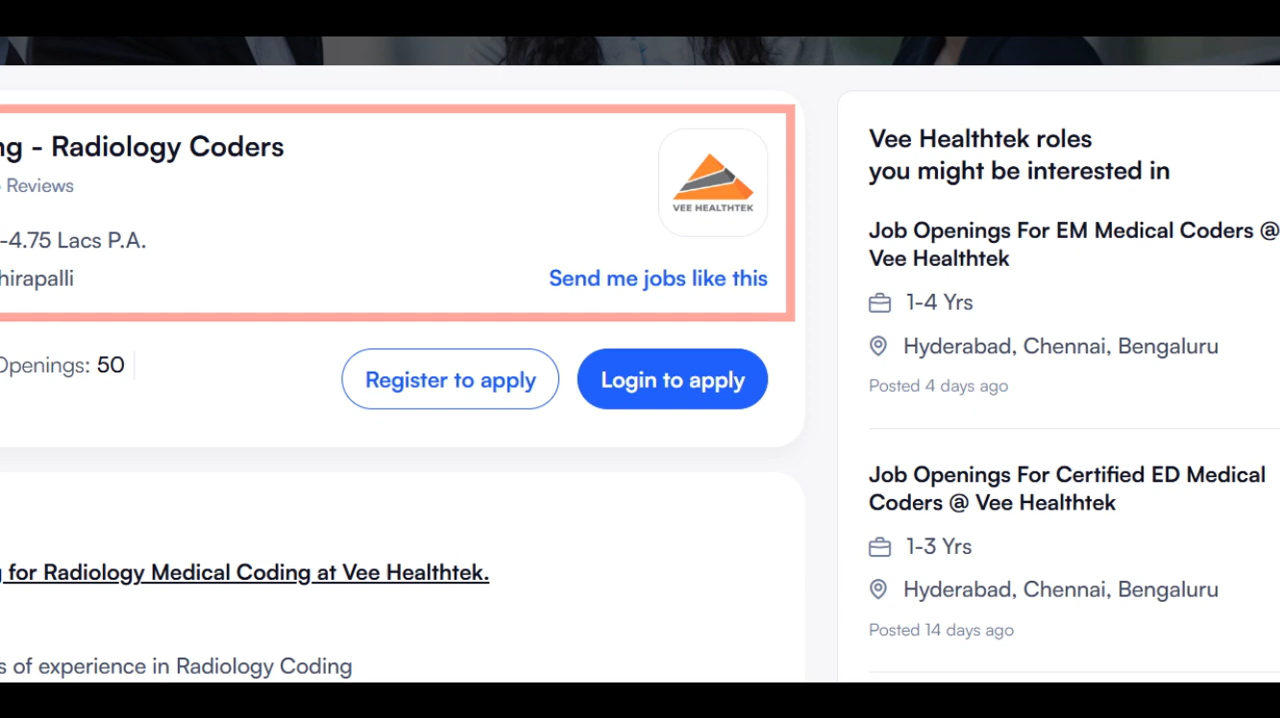 ng - Radiology Coders
Reviews
-4.75 Lacs P.A.
hirapalli
VEE HEALTHTEK
Send me jobs like this
Openings: 50
Register to apply
Login to apply
for Radiology Medical Coding at Vee Healthtek.
s of experience in Radiology Coding
Vee Healthtek roles
you might be interested in
Job Openings For EM Medical Coders @
Vee Healthtek
1-4 Yrs
Hyderabad, Chennai, Bengaluru
Posted 4 days ago
Job Openings For Certified ED Medical
Coders @ Vee Healthtek
1-3 Yrs
Hyderabad, Chennai, Bengaluru
Posted 14 days ago